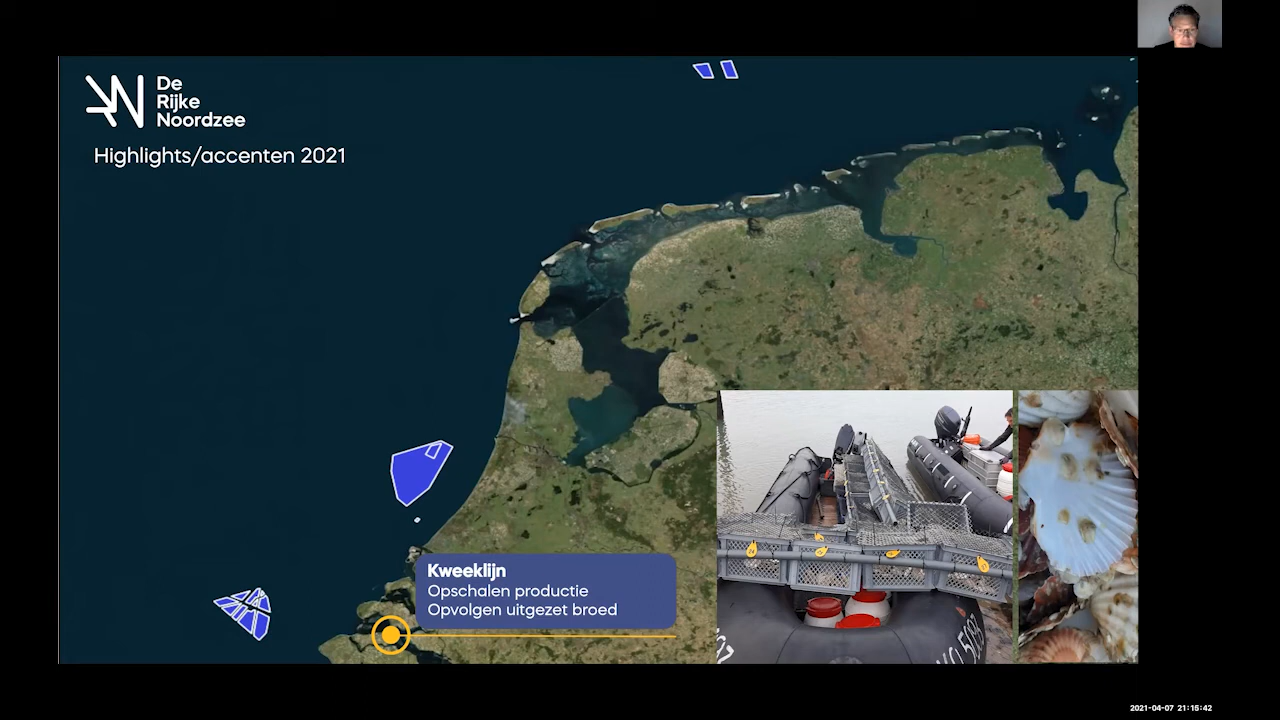 De
Rijke
Noordzee
Highlights/accenten 2021
Kweeklijn
Opschalen productie
Opvolgen uitgezet broed
2021-04-07 21:15:42